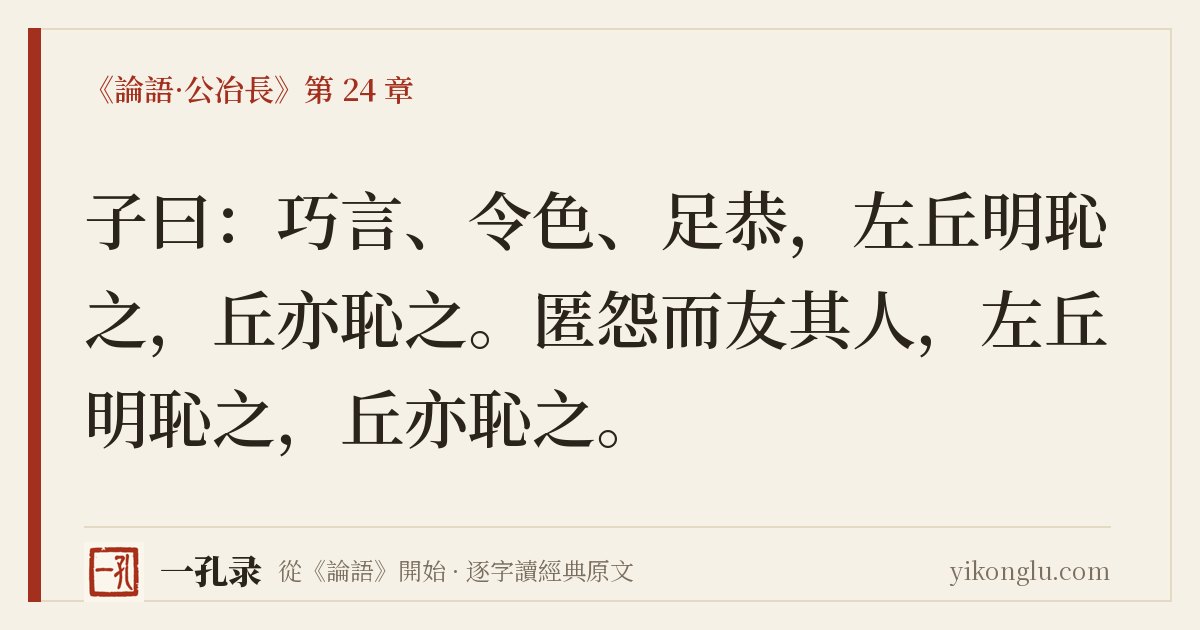 《論語·公冶長》第 24 章
子曰：巧言、令色、足恭，左丘明恥
之，丘亦恥之。匿怨而友其人，左丘
明恥之，丘亦恥之。
一孔
一孔录 從《論語》開始 · 逐字讀經典原文 yikonglu.com